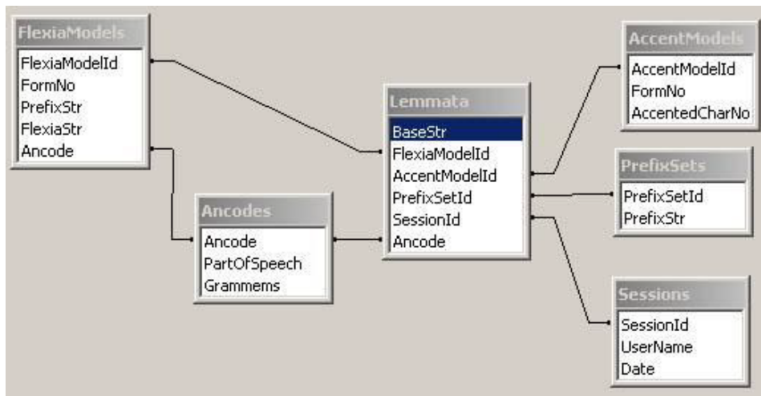 FlexiaModels
FlexiaModelId
FormNo
PrefixStr
FlexiaStr
Ancode
Ancodes
Ancode
PartOfSpeech
Grammems
Lemmata
BaseStr
FlexiaModelId
AccentModelId
PrefixSetId
SessionId
Ancode
AccentModels
AccentModelId
FormNo
AccentedCharNo
PrefixSets
PrefixSetId
PrefixStr
Sessions
SessionId
UserName
Date